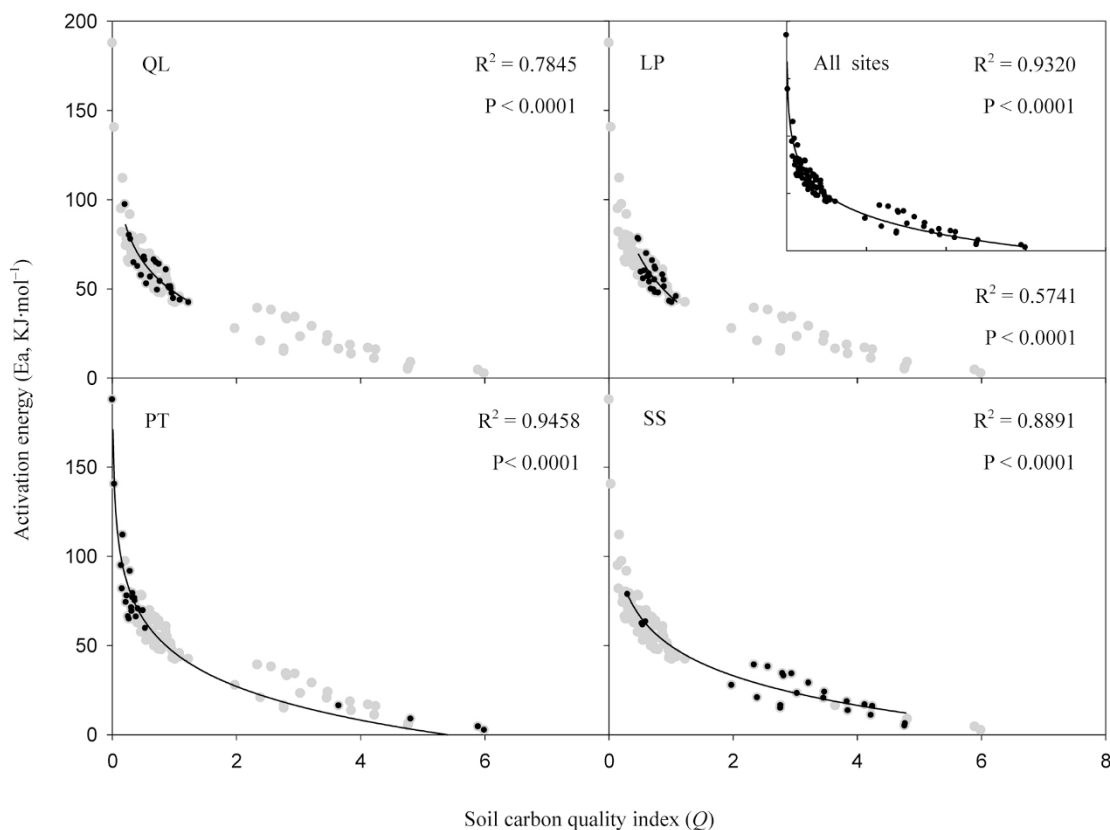 Activation energy (Ea, KJ·mol⁻¹)
200
150
100
50
0
QL
R² = 0.7845
P < 0.0001
LP
All sites
R² = 0.9320
P < 0.0001
R² = 0.5741
P < 0.0001
150
100
50
0
PT
R² = 0.9458
P< 0.0001
SS
R² = 0.8891
P < 0.0001
0 2 4 6 0 2 4 6 8
Soil carbon quality index (Q)